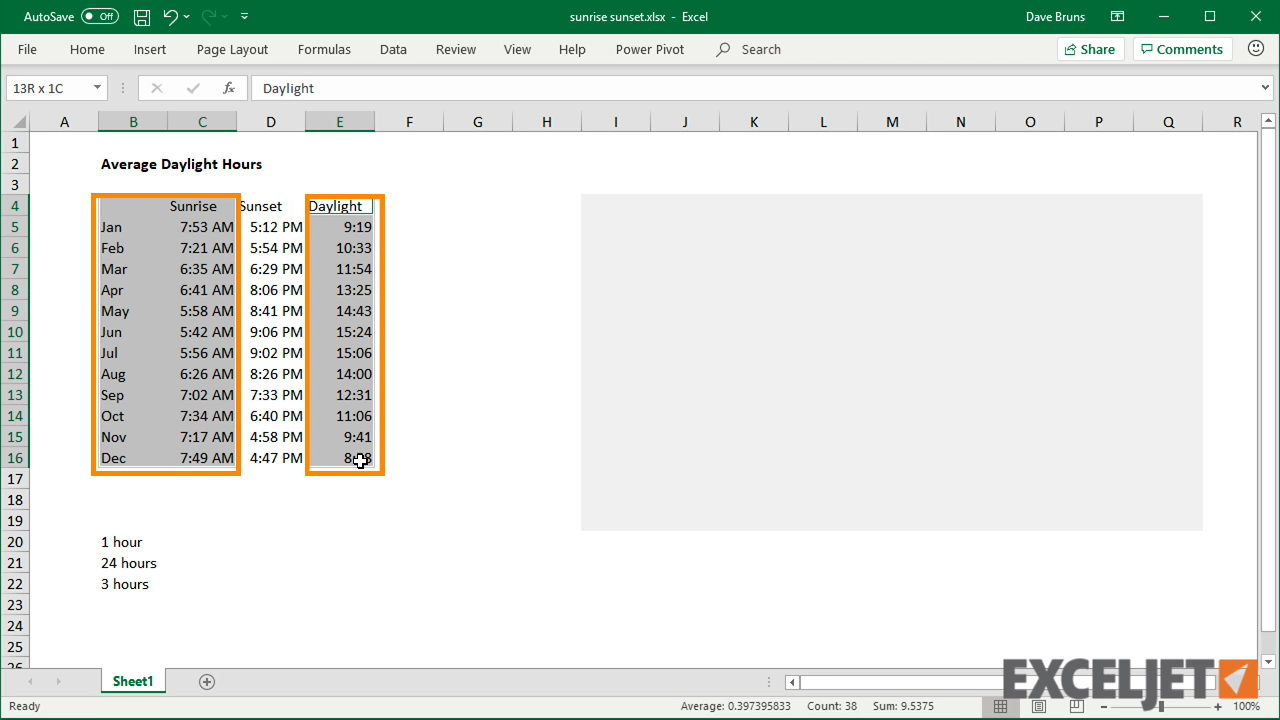 AutoSave Off sunrise sunset.xlsx - Excel Dave Bruns
File Home Insert Page Layout Formulas Data Review View Help Power Pivot Search Share Comments
13R x 1C fx Daylight
A B C D E F G H I J K L M N O P Q R
1
2 Average Daylight Hours
3
4 Sunrise Sunset Daylight
5 Jan 7:53 AM 5:12 PM 9:19
6 Feb 7:21 AM 5:54 PM 10:33
7 Mar 6:35 AM 6:29 PM 11:54
8 Apr 6:41 AM 8:06 PM 13:25
9 May 5:58 AM 8:41 PM 14:43
10 Jun 5:42 AM 9:06 PM 15:24
11 Jul 5:56 AM 9:02 PM 15:06
12 Aug 6:26 AM 8:26 PM 14:00
13 Sep 7:02 AM 7:33 PM 12:31
14 Oct 7:34 AM 6:40 PM 11:06
15 Nov 7:17 AM 4:58 PM 9:41
16 Dec 7:49 AM 4:47 PM
17
18
19
20 1 hour
21 24 hours
22 3 hours
23
24
25
26
EXCELJET
Sheet1
Ready Average: 0.397395833 Count: 38 Sum: 9.5375 100%